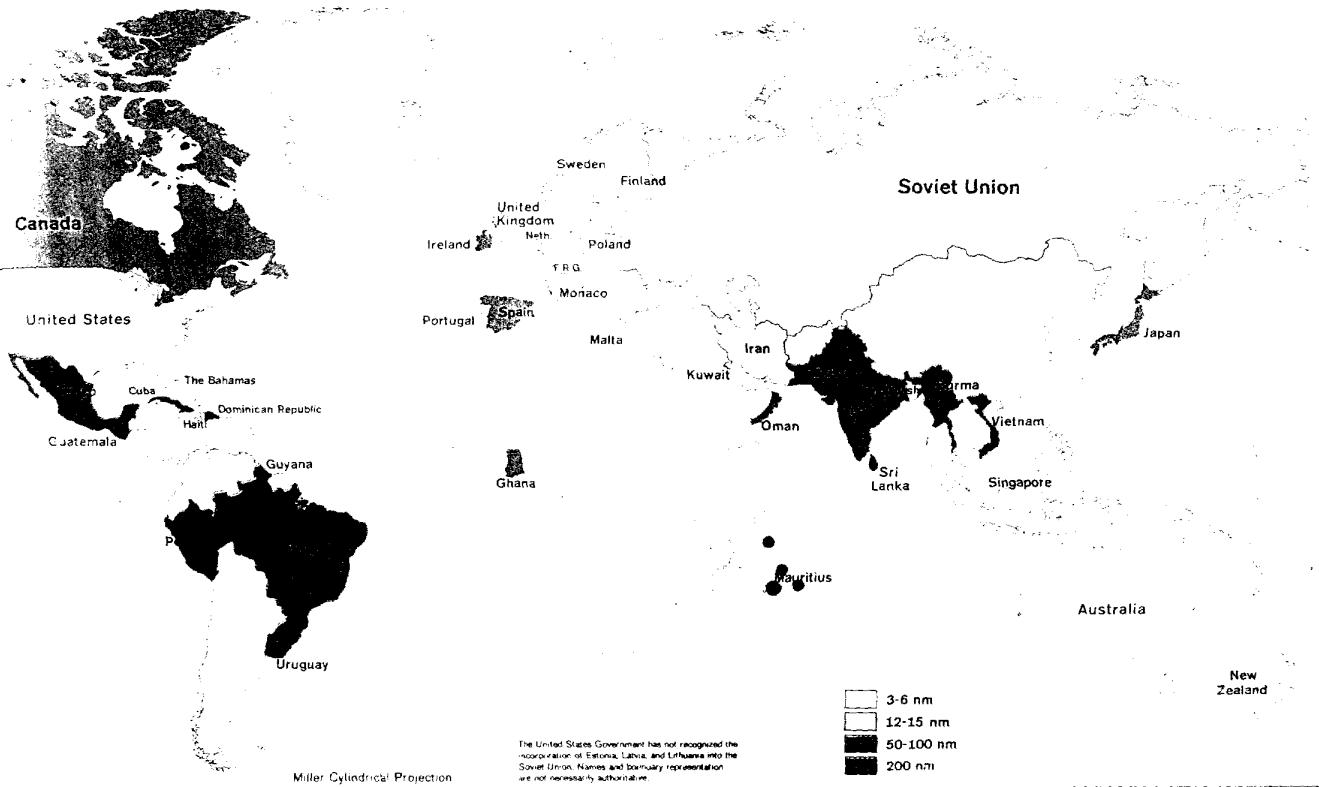 Sweden
Finland
Soviet Union
United
Kingdom
Neth.
Canada
Ireland
Poland
F.R.G.
Monaco
United States
Portugal
Spain
Malta
Iran
Japan
Kuwait
The Bahamas
Cuba
Dominican Republic
Haiti
Guatemala
Oman
Burma
Vietnam
Guyana
Ghana
Sri
Lanka
Singapore
Mauritius
Australia
Uruguay
New
Zealand
3-6 nm
12-15 nm
50-100 nm
200 nm
The United States Government has not recognized the
incorporation of Estonia, Latvia, and Lithuania into the
Soviet Union. Names and boundary representation
are not necessarily authoritative.
Miller Cylindrical Projection